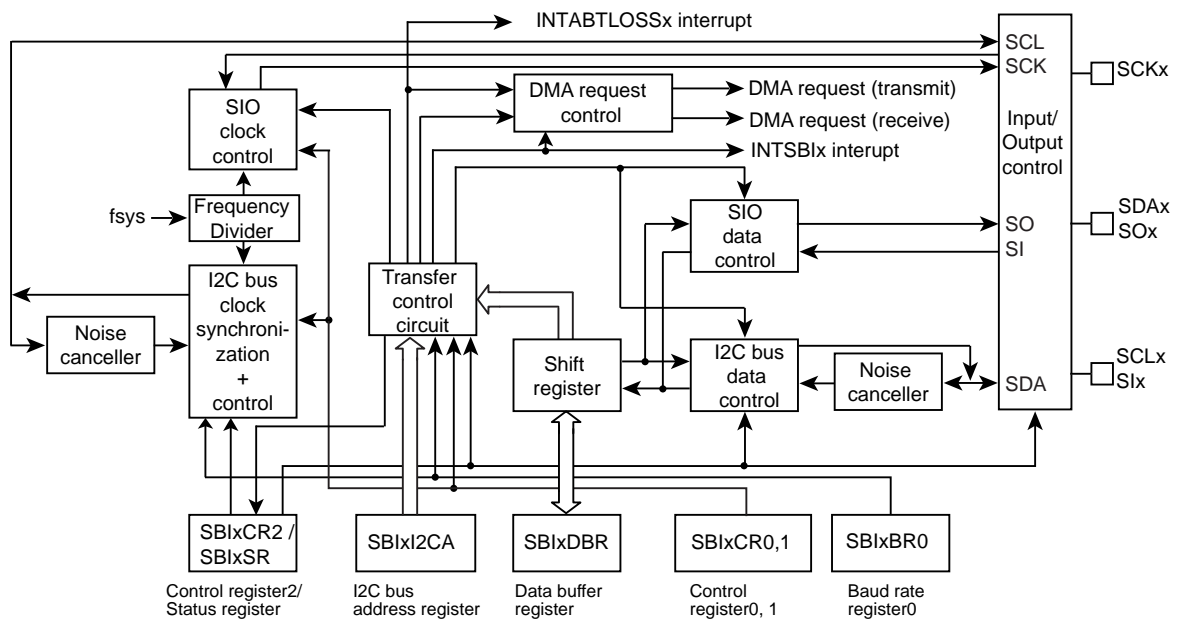 INTABTLOSSx interrupt
SCL
SCK
SCKx
SIO
clock
control
DMA request
control
DMA request (transmit)
DMA request (receive)
INTSBIx interupt
Input/
Output
control
fsys
Frequency
Divider
SIO
data
control
SO
SI
SDAx
SOx
I2C bus
clock
synchroni-
zation
+
control
Transfer
control
circuit
Noise
canceller
Shift
register
I2C bus
data
control
Noise
canceller
SDA
SCLx
SIx
SBIxCR2 /
SBIxSR
SBIxI2CA
SBIxDBR
SBIxCR0,1
SBIxBR0
Control register2/
Status register
I2C bus
address register
Data buffer
register
Control
register0, 1
Baud rate
register0